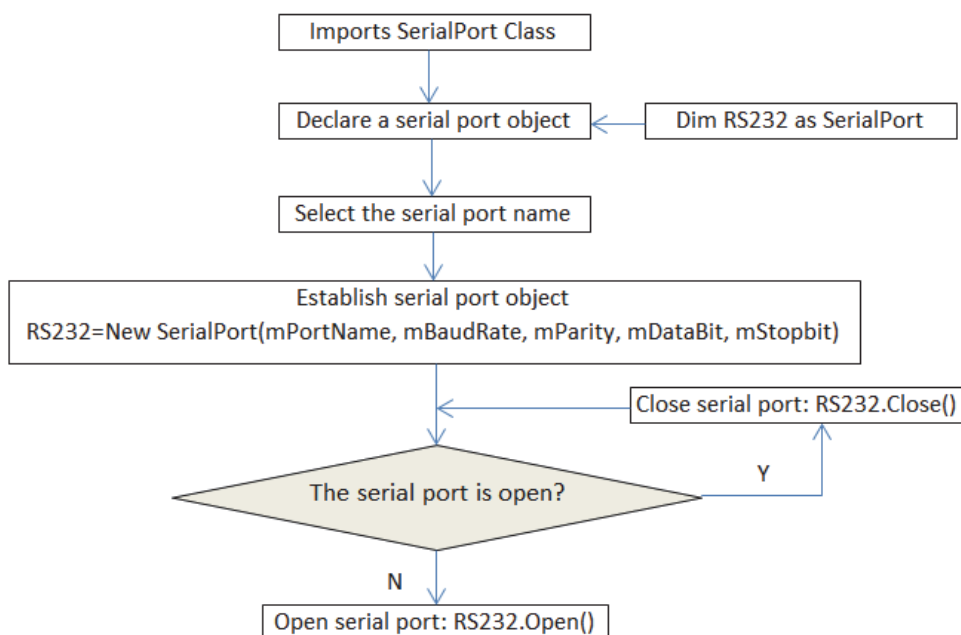 Imports SerialPort Class
Declare a serial port object
Dim RS232 as SerialPort
Select the serial port name
Establish serial port object
RS232=New SerialPort(mPortName, mBaudRate, mParity, mDataBit, mStopbit)
Close serial port: RS232.Close()
The serial port is open?
Y
N
Open serial port: RS232.Open()